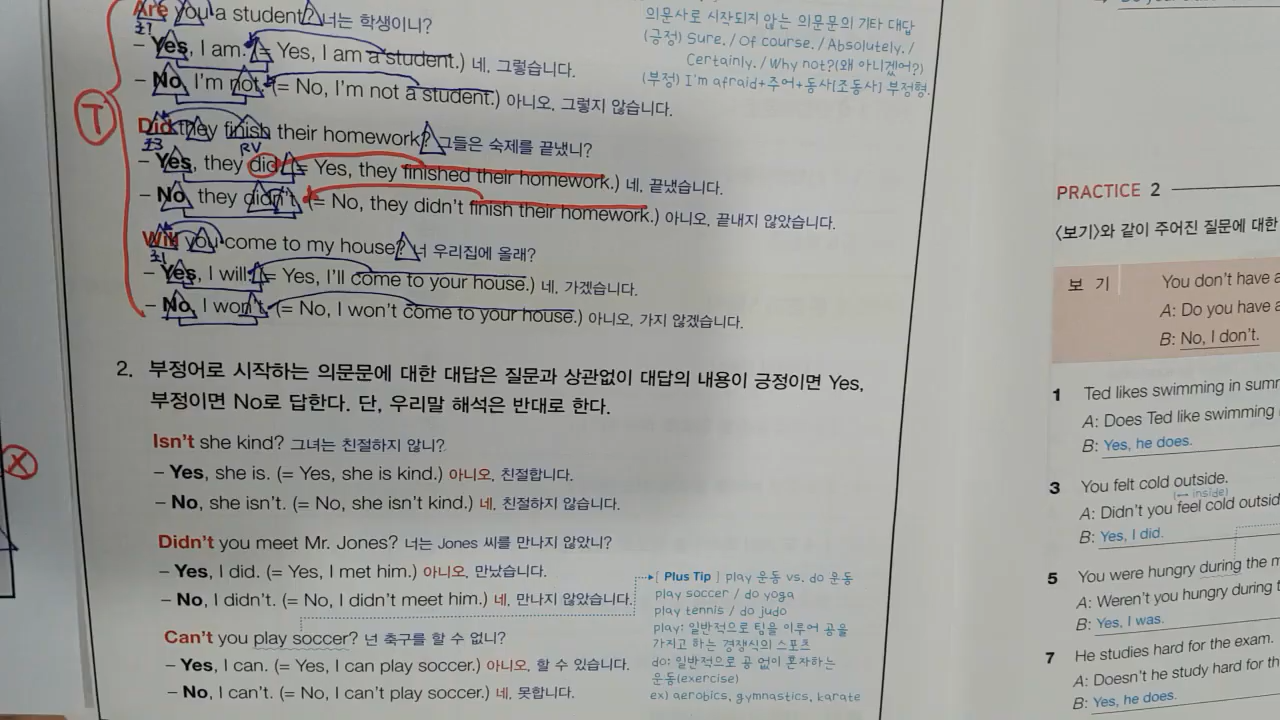 Are you a student? 너는 학생이니?
– Yes, I am. (= Yes, I am a student.) 네, 그렇습니다.
– No, I'm not. (= No, I'm not a student.) 아니오, 그렇지 않습니다.
Did they finish their homework? 그들은 숙제를 끝냈니?
RV
– Yes, they did. (= Yes, they finished their homework.) 네, 끝냈습니다.
– No, they didn't. (= No, they didn't finish their homework.) 아니오, 끝내지 않았습니다.
Will you come to my house? 너 우리집에 올래?
– Yes, I will. (= Yes, I'll come to your house.) 네, 가겠습니다.
– No, I won't. (= No, I won't come to your house.) 아니오, 가지 않겠습니다.
T
의문사로 시작되지 않는 의문문의 기타 대답
(긍정) Sure. / Of course. / Absolutely. /
Certainly. / Why not?(왜 아니겠어?)
(부정) I'm afraid+주어+동사[조동사] 부정형.
2. 부정어로 시작하는 의문문에 대한 대답은 질문과 상관없이 대답의 내용이 긍정이면 Yes,
부정이면 No로 답한다. 단, 우리말 해석은 반대로 한다.
Isn't she kind? 그녀는 친절하지 않니?
– Yes, she is. (= Yes, she is kind.) 아니오, 친절합니다.
– No, she isn't. (= No, she isn't kind.) 네, 친절하지 않습니다.
Didn't you meet Mr. Jones? 너는 Jones 씨를 만나지 않았니?
– Yes, I did. (= Yes, I met him.) 아니오, 만났습니다.
– No, I didn't. (= No, I didn't meet him.) 네, 만나지 않았습니다.
Can't you play soccer? 넌 축구를 할 수 없니?
– Yes, I can. (= Yes, I can play soccer.) 아니오, 할 수 있습니다.
– No, I can't. (= No, I can't play soccer.) 네, 못합니다.
[ Plus Tip ] play 운동 vs. do 운동
play soccer / do yoga
play tennis / do judo
play: 일반적으로 팀을 이루어 공을
가지고 하는 경쟁식의 스포츠
do: 일반적으로 공 없이 혼자하는
운동(exercise)
ex) aerobics, gymnastics, karate
PRACTICE 2
<보기>와 같이 주어진 질문에 대한
보 기
You don't have a
A: Do you have a
B: No, I don't.
1 Ted likes swimming in sum
A: Does Ted like swimming
B: Yes, he does.
3 You felt cold outside.
(↔ inside)
A: Didn't you feel cold outsid
B: Yes, I did.
5 You were hungry during the m
A: Weren't you hungry during t
B: Yes, I was.
7 He studies hard for the exam.
A: Doesn't he study hard for th
B: Yes, he does.